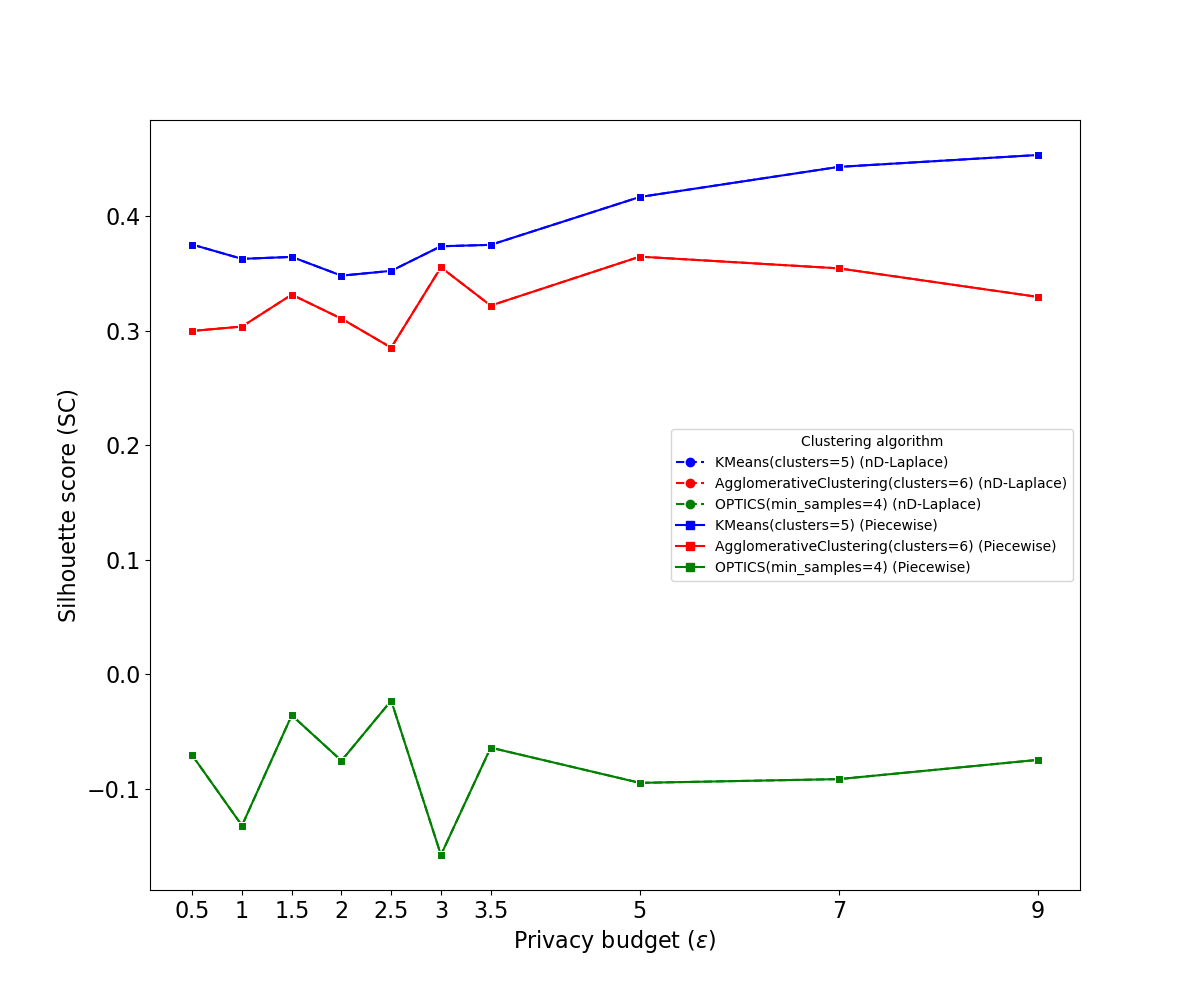 0.4
0.3
0.2
0.1
0.0
−0.1
Silhouette score (SC)
Clustering algorithm
KMeans(clusters=5) (nD-Laplace)
AgglomerativeClustering(clusters=6) (nD-Laplace)
OPTICS(min_samples=4) (nD-Laplace)
KMeans(clusters=5) (Piecewise)
AgglomerativeClustering(clusters=6) (Piecewise)
OPTICS(min_samples=4) (Piecewise)
0.5 1 1.5 2 2.5 3 3.5 5 7 9
Privacy budget (ε)